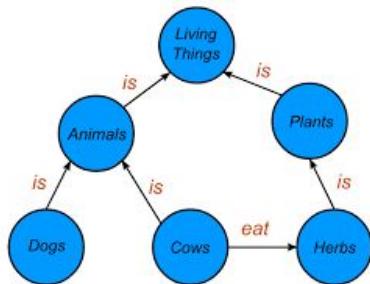 Living
Things
is
is
Animals
Plants
is
is
is
eat
Dogs
Cows
Herbs